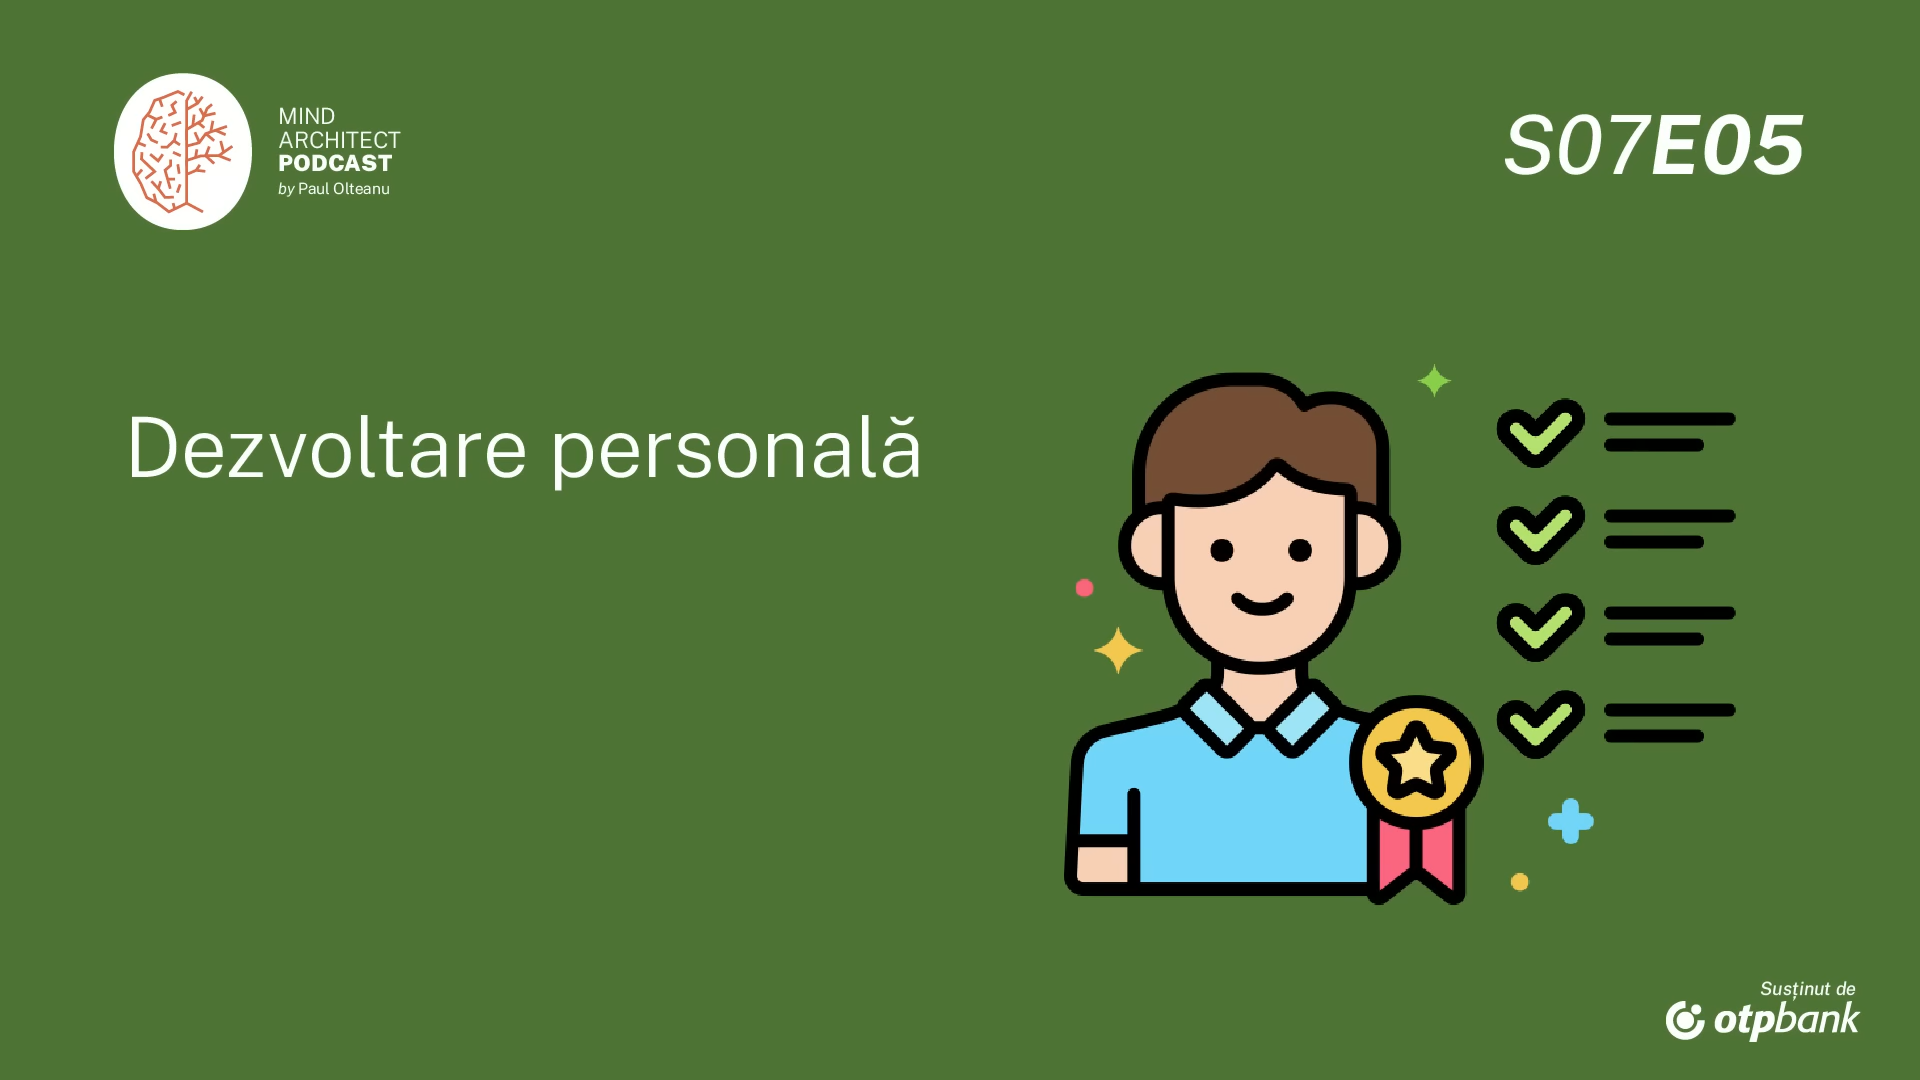 MIND
ARCHITECT
PODCAST
by Paul Olteanu
S07E05
Dezvoltare personală
Susținut de
otpbank